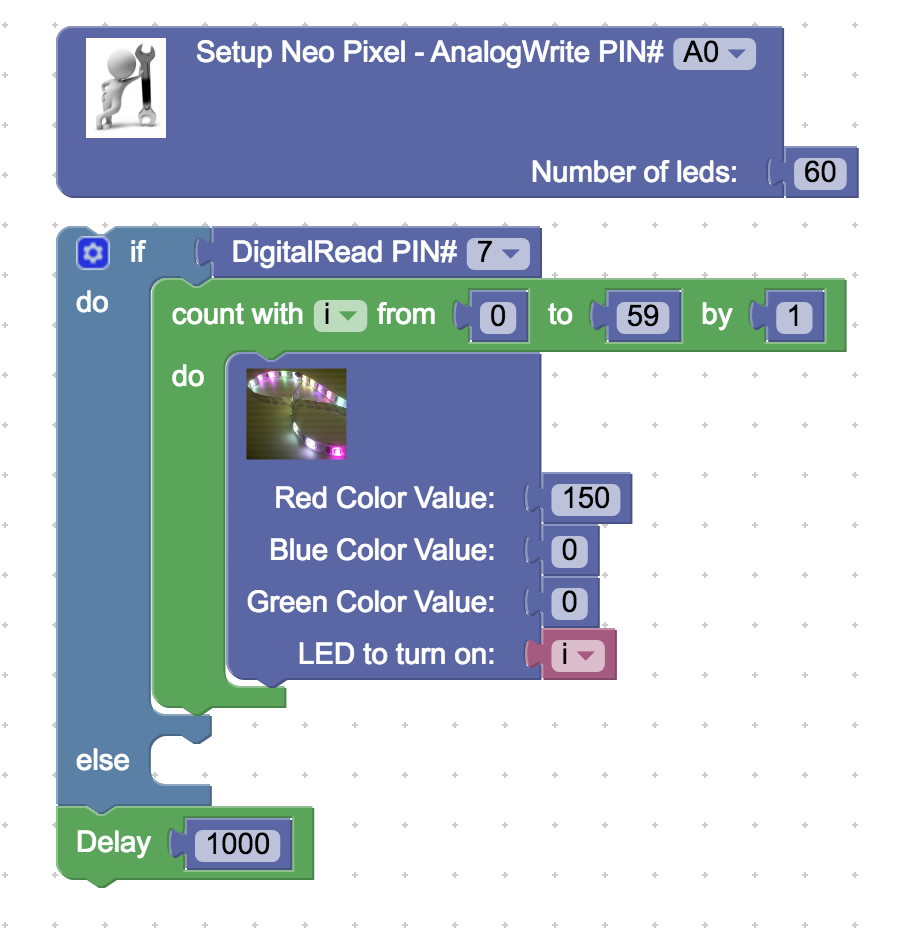 Setup Neo Pixel - AnalogWrite PIN# A0
Number of leds: 60
if DigitalRead PIN# 7
do count with i from 0 to 59 by 1
do
Red Color Value: 150
Blue Color Value: 0
Green Color Value: 0
LED to turn on: i
else
Delay 1000